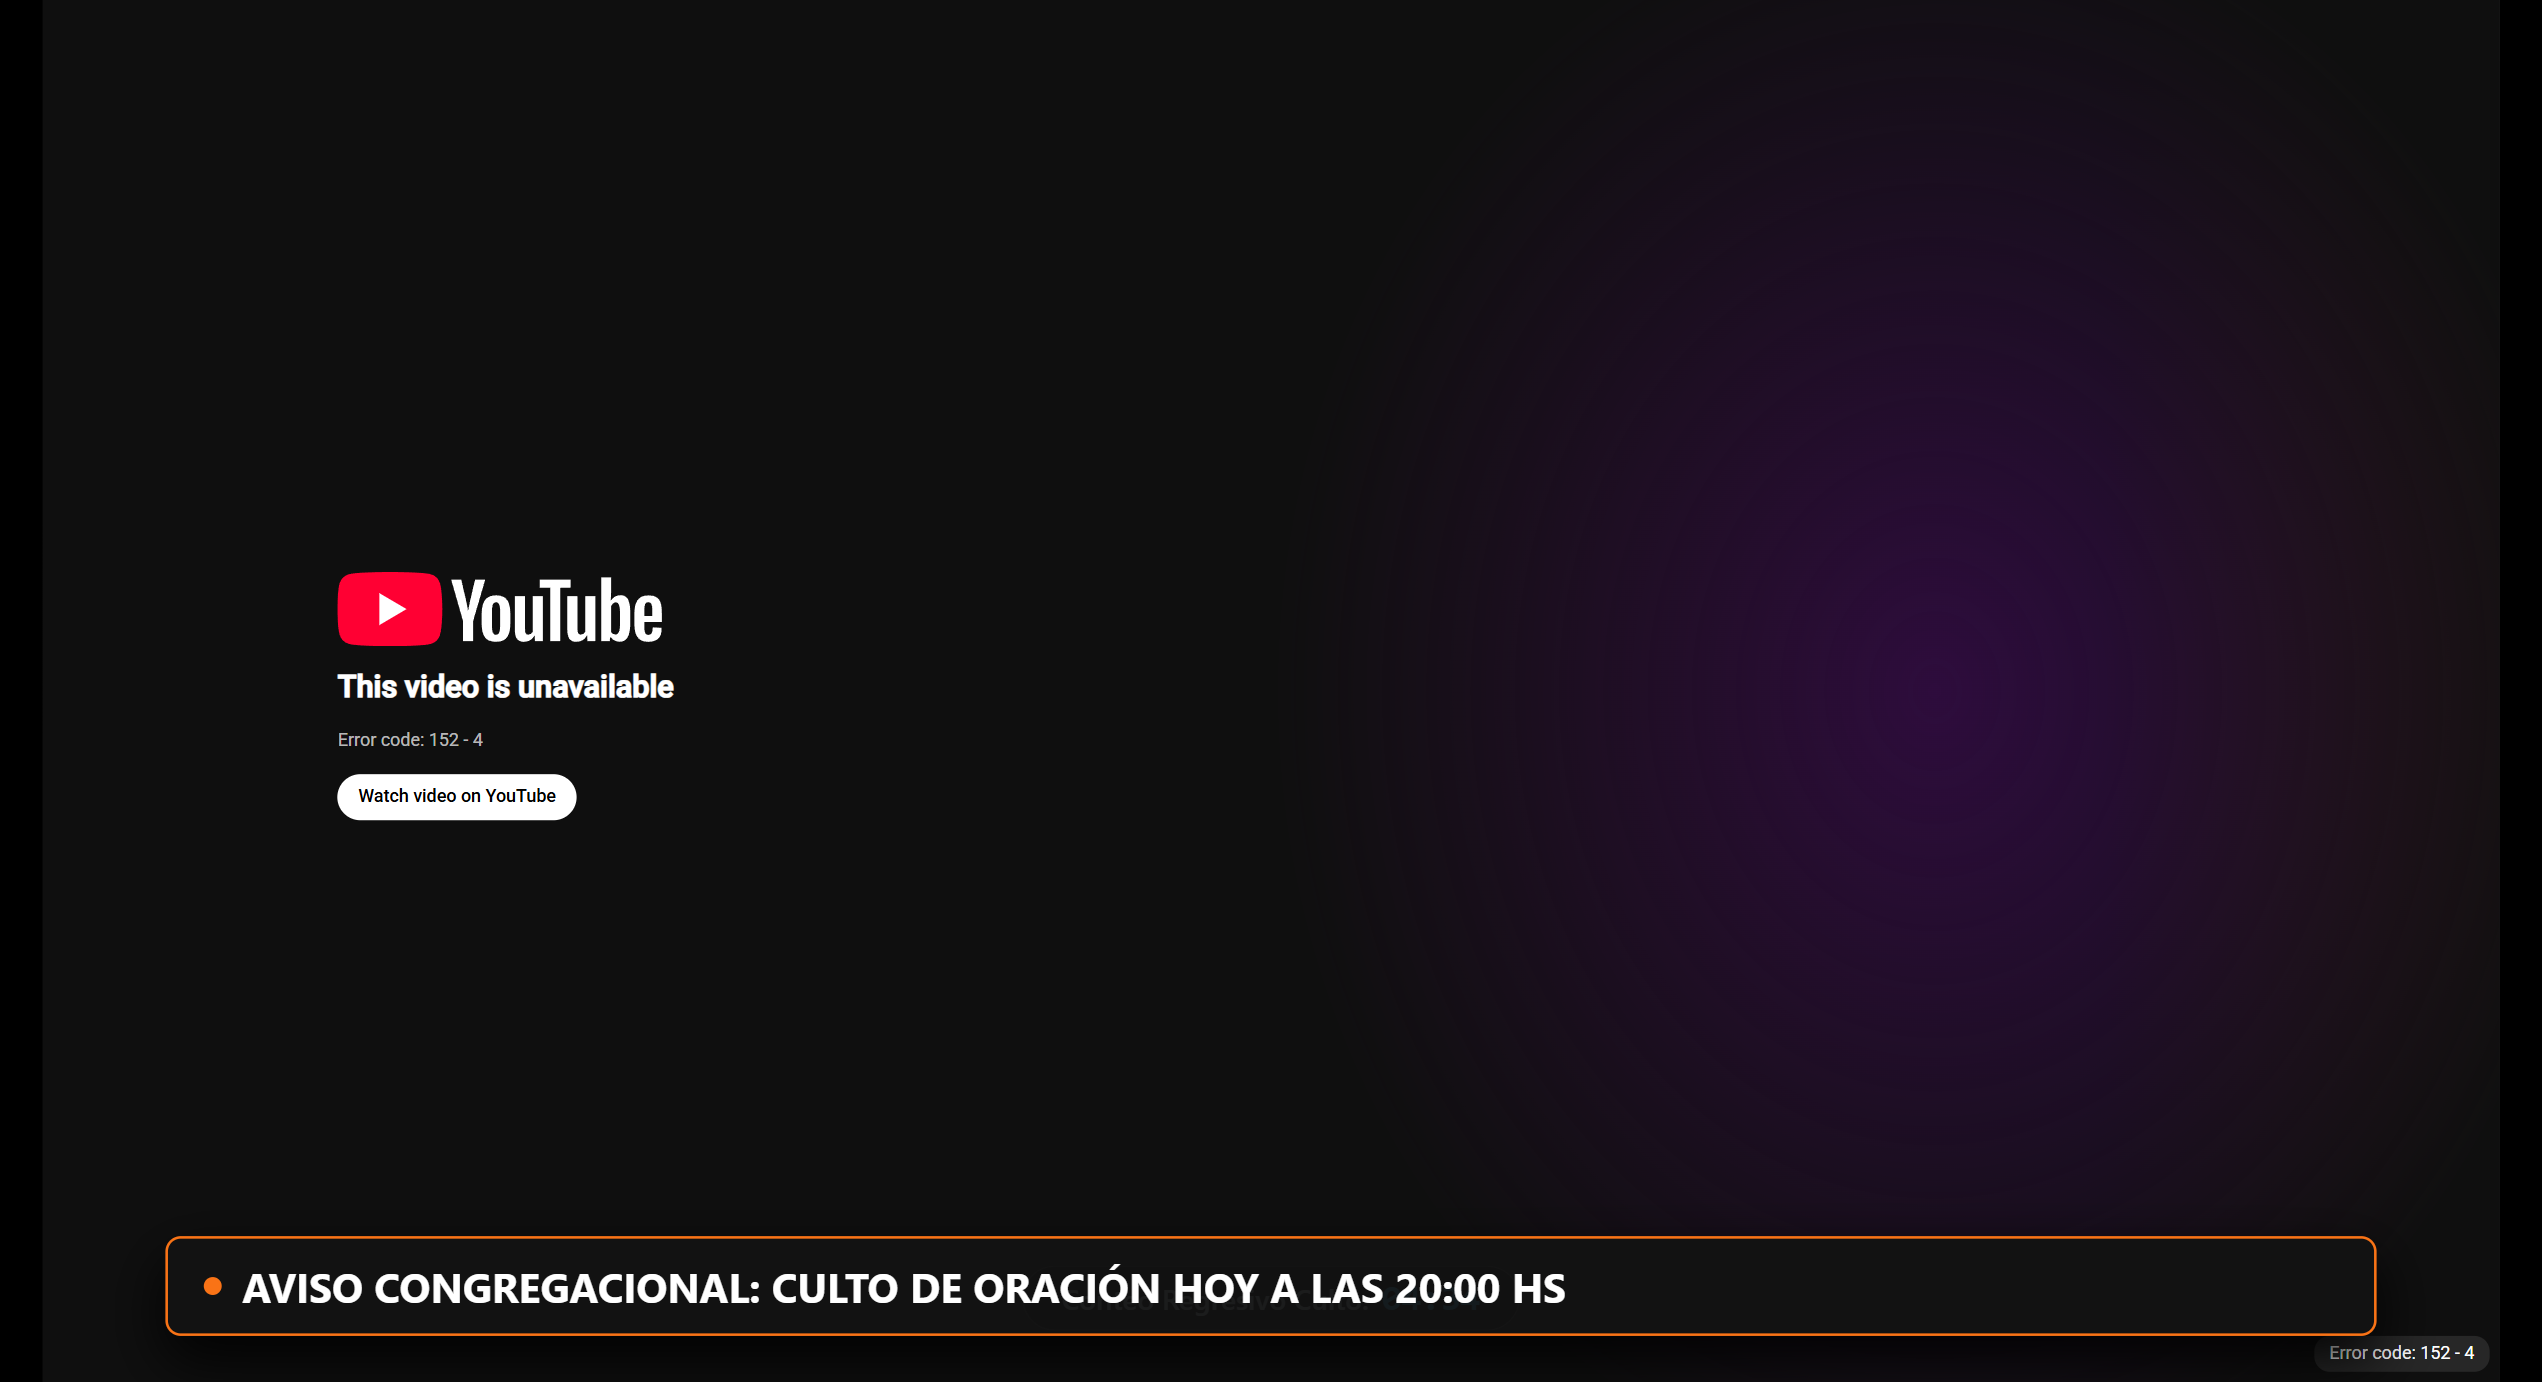 YouTube
This video is unavailable
Error code: 152 - 4
Watch video on YouTube
AVISO CONGREGACIONAL: CULTO DE ORACIÓN HOY A LAS 20:00 HS
Error code: 152 - 4